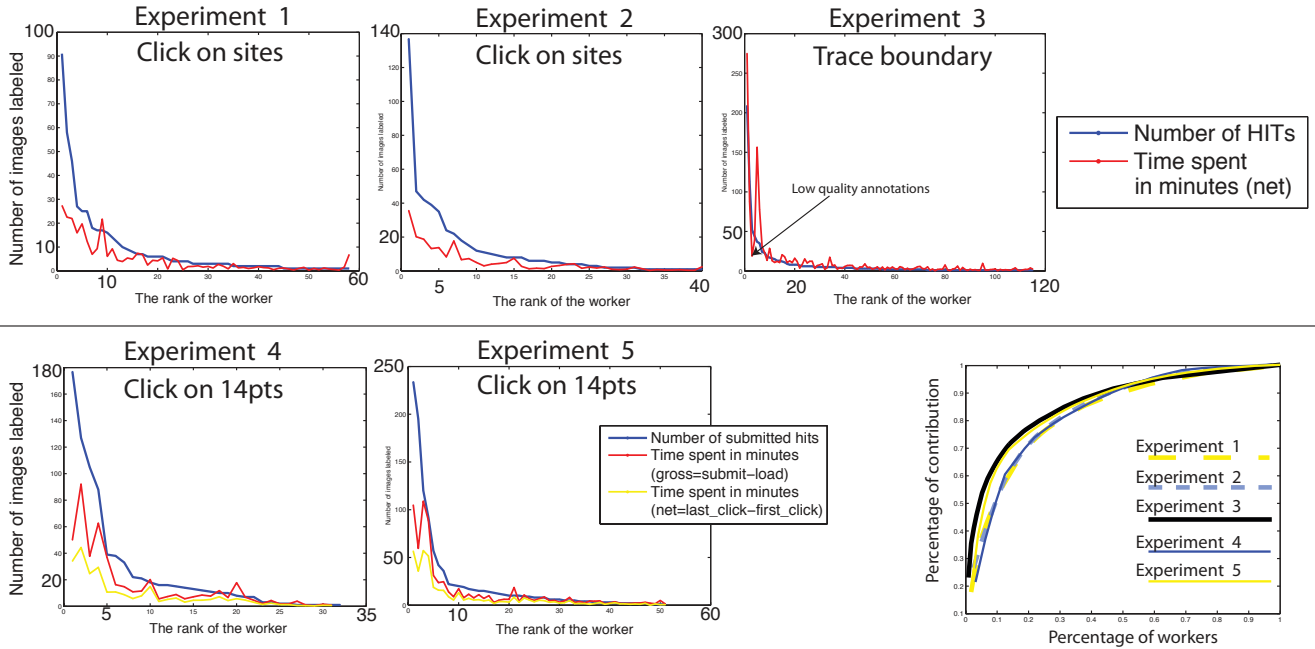 Experiment 1
Click on sites
Number of images labeled
100
90
80
70
60
50
40
30
20
10
0
0
10
20
30
40
50
60
The rank of the worker
Experiment 2
Click on sites
Number of images labeled
140
120
100
80
60
40
20
0
0
5
10
15
20
25
30
35
40
The rank of the worker
Experiment 3
Trace boundary
Number of images labeled
300
250
200
150
100
50
0
0
20
40
60
80
100
120
The rank of the worker
Low quality annotations
Number of HITs
Time spent
in minutes (net)
Experiment 4
Click on 14pts
Number of images labeled
180
160
140
120
100
80
60
40
20
0
0
5
10
15
20
25
30
35
The rank of the worker
Experiment 5
Click on 14pts
Number of images labeled
250
200
150
100
50
0
0
10
20
30
40
50
60
The rank of the worker
Number of submitted hits
Time spent in minutes
(gross=submit−load)
Time spent in minutes
(net=last_click−first_click)
Percentage of contribution
1
0.9
0.8
0.7
0.6
0.5
0.4
0.3
0.2
0.1
0
0.1
0.2
0.3
0.4
0.5
0.6
0.7
0.8
0.9
1
Percentage of workers
Experiment 1
Experiment 2
Experiment 3
Experiment 4
Experiment 5